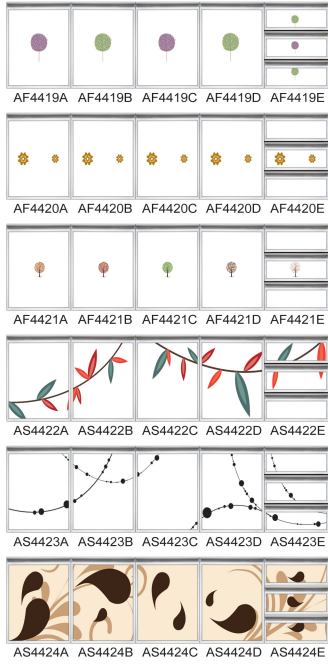 AF4419A AF4419B AF4419C AF4419D AF4419E
AF4420A AF4420B AF4420C AF4420D AF4420E
AF4421A AF4421B AF4421C AF4421D AF4421E
AS4422A AS4422B AS4422C AS4422D AS4422E
AS4423A AS4423B AS4423C AS4423D AS4423E
AS4424A AS4424B AS4424C AS4424D AS4424E